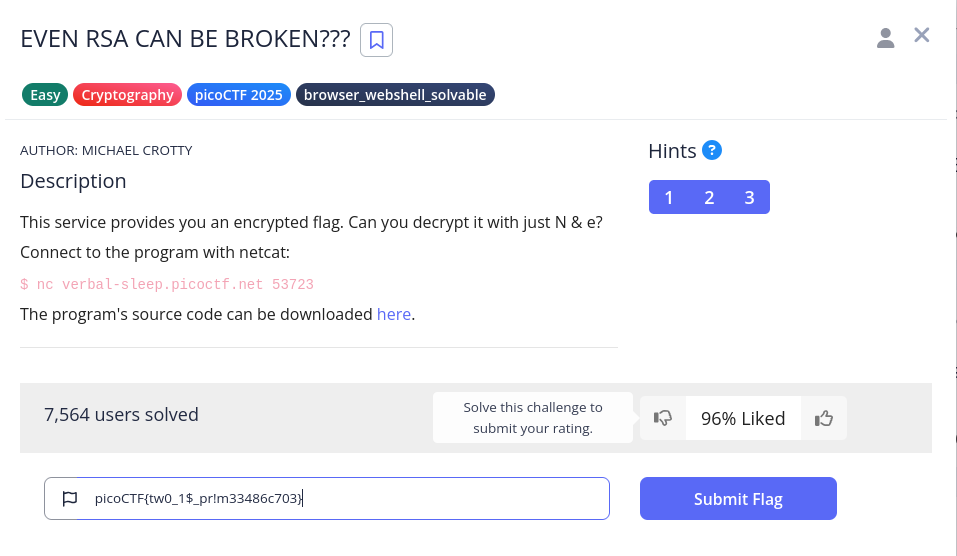 EVEN RSA CAN BE BROKEN???
Easy Cryptography picoCTF 2025 browser_webshell_solvable
AUTHOR: MICHAEL CROTTY
Description
This service provides you an encrypted flag. Can you decrypt it with just N & e?
Connect to the program with netcat:
$ nc verbal-sleep.picoctf.net 53723
The program's source code can be downloaded here.
Hints ?
1 2 3
7,564 users solved
Solve this challenge to
submit your rating.
96% Liked
picoCTF{tw0_1$_pr!m33486c703}
Submit Flag